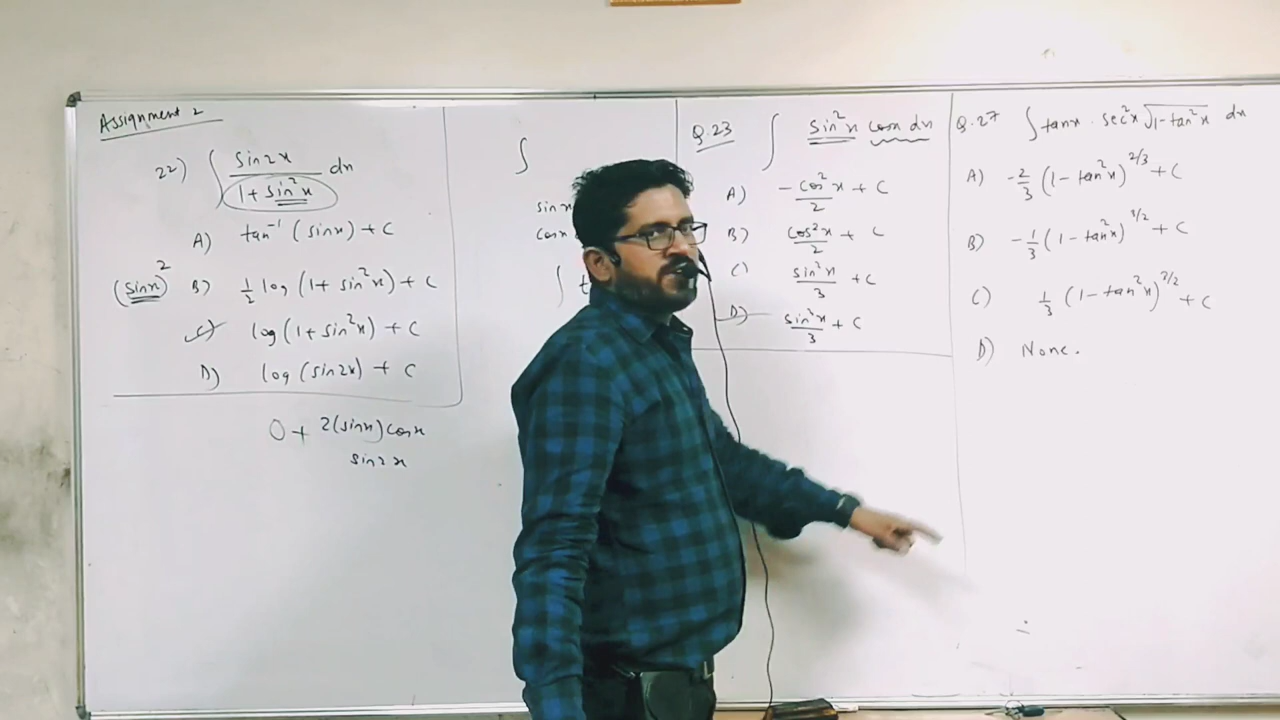 Assignment 2
22) ∫ sin2x / (1 + sin²x) dx
A) tan⁻¹ (sinx) + C
(sinx)² B) 1/2 log (1 + sin²x) + C
C) log (1 + sin²x) + C
D) log (sin2x) + C
0 + 2(sinx) cosx
sin2x
∫
sinx
cosx
∫ t
Q.23 ∫ sin²x cosx dx
A) -cos²x/2 + C
B) cos²x/2 + C
C) sin²x/3 + C
D) sin²x/3 + C
Q.27 ∫ tanx · sec²x √(1-tan²x) dx
A) -2/3 (1-tan²x)^2/3 + C
B) -1/3 (1-tan²x)^3/2 + C
C) 1/3 (1-tan²x)^3/2 + C
D) None.